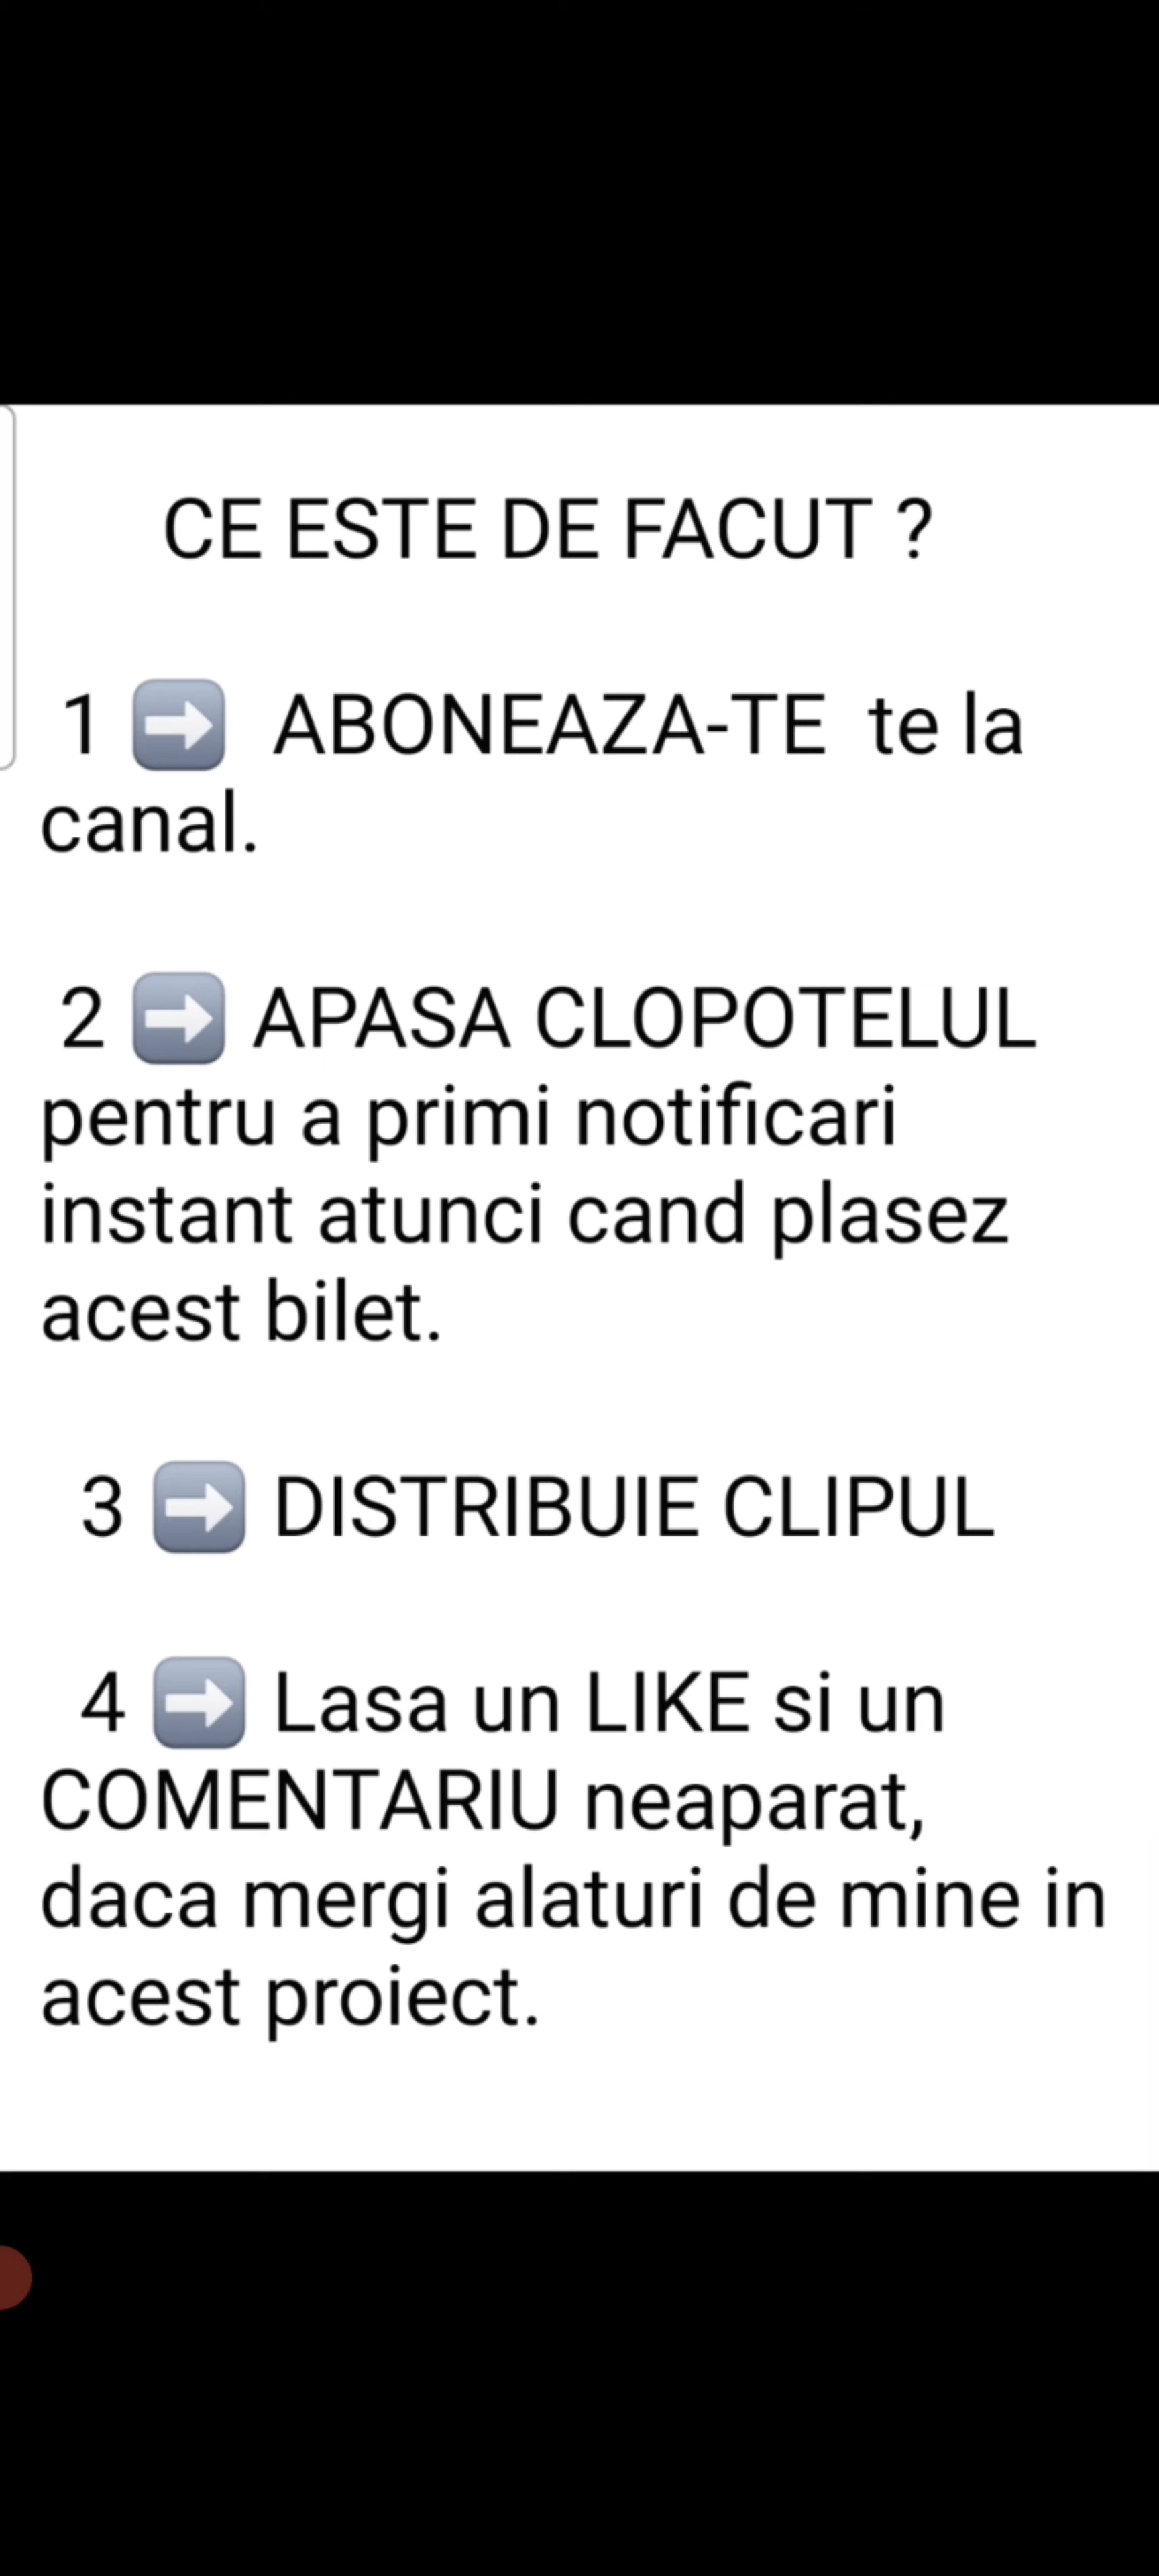 CE ESTE DE FACUT ?
1 ➡️ ABONEAZA-TE te la
canal.
2 ➡️ APASA CLOPOTELUL
pentru a primi notificari
instant atunci cand plasez
acest bilet.
3 ➡️ DISTRIBUIE CLIPUL
4 ➡️ Lasa un LIKE si un
COMENTARIU neaparat,
daca mergi alaturi de mine in
acest proiect.